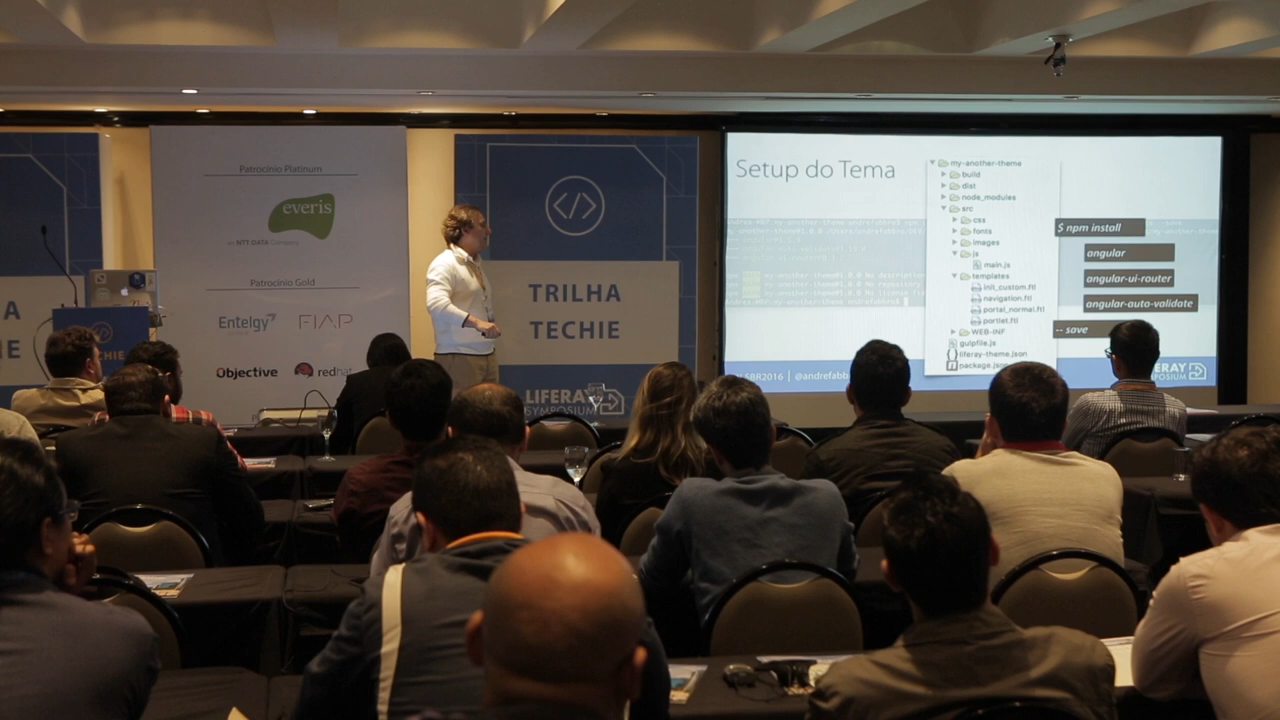 Patrocínio Platinum
everis
an NTT DATA Company
Patrocínio Gold
Entelgy
FIAP
Objective
redhat
</>
TRILHA
TECHIE
LIFERAY
SYMPOSIUM
Setup do Tema
my-another-theme
build
dist
node_modules
src
css
fonts
images
js
main.js
templates
init_custom.ftl
navigation.ftl
portal_normal.ftl
portlet.ftl
WEB-INF
gulpfile.js
liferay-theme.json
package.json
$ npm install
angular
angular-ui-router
angular-auto-validate
-- save
LSBR2016 | @andrefabb
LIFERAY
SYMPOSIUM